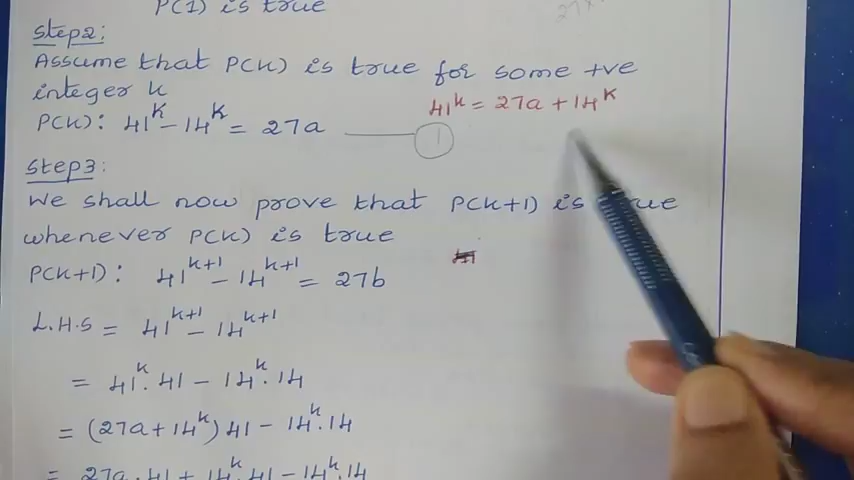 P(1) is true
Step2:
Assume that P(k) is true for some +ve
integer k
41^k = 27a + 14^k
P(k): 41^k - 14^k = 27a ——— 1
Step3:
We shall now prove that P(k+1) is true
whenever P(k) is true
P(k+1): 41^{k+1} - 14^{k+1} = 27b
L.H.S = 41^{k+1} - 14^{k+1}
= 41^k . 41 - 14^k . 14
= (27a + 14^k) 41 - 14^k . 14
= 27a . 41 + 14^k . 41 - 14^k . 14